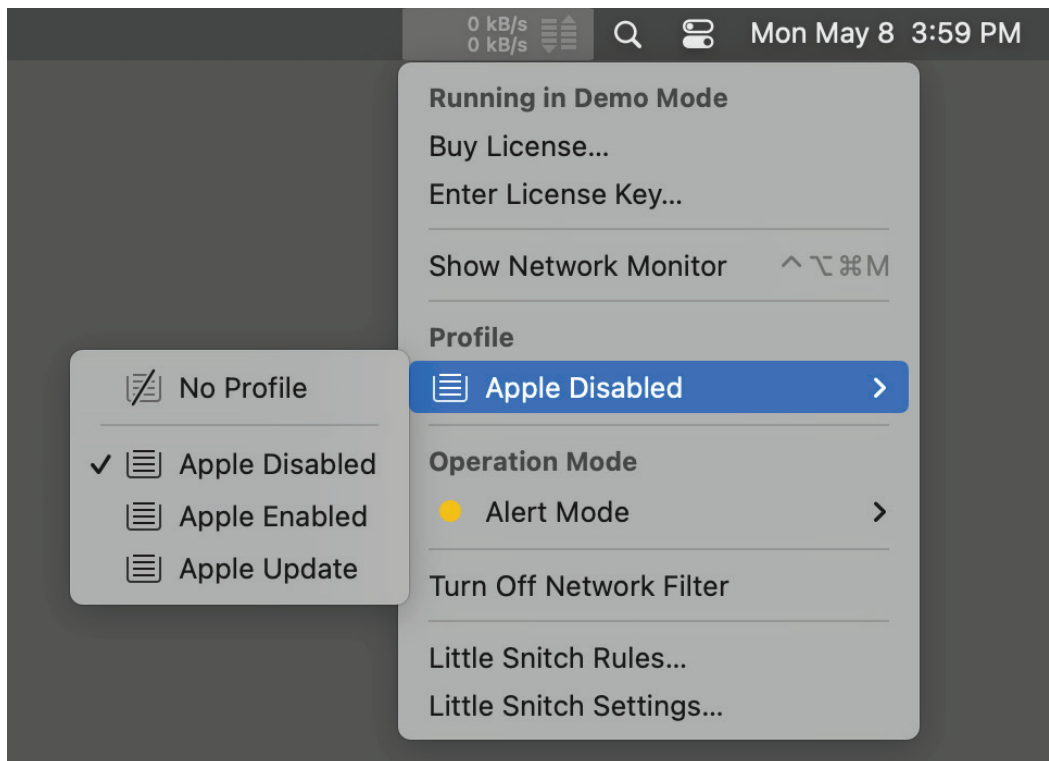 0 kB/s
0 kB/s
Mon May 8 3:59 PM
Running in Demo Mode
Buy License...
Enter License Key...
Show Network Monitor ^⌥⌘M
Profile
Apple Disabled
No Profile
Apple Disabled
Apple Enabled
Apple Update
Operation Mode
Alert Mode
Turn Off Network Filter
Little Snitch Rules...
Little Snitch Settings...